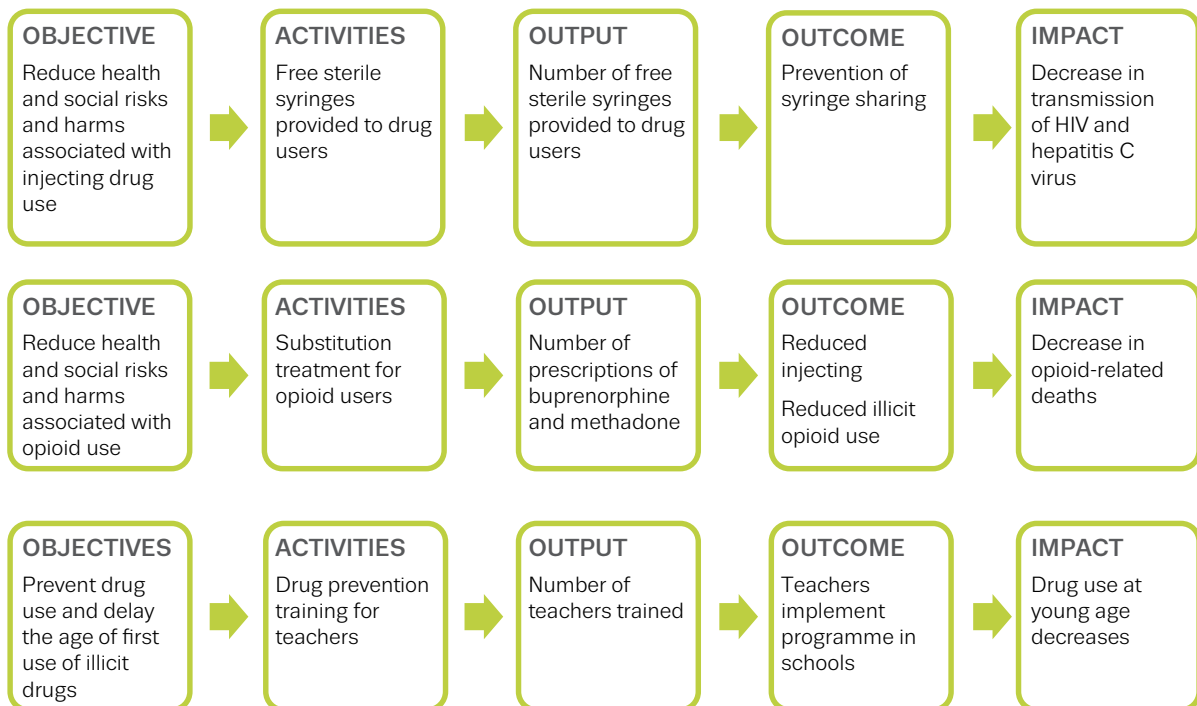 OBJECTIVE
Reduce health
and social risks
and harms
associated with
injecting drug
use
ACTIVITIES
Free sterile
syringes
provided to drug
users
OUTPUT
Number of free
sterile syringes
provided to drug
users
OUTCOME
Prevention of
syringe sharing
IMPACT
Decrease in
transmission
of HIV and
hepatitis C
virus
OBJECTIVE
Reduce health
and social risks
and harms
associated with
opioid use
ACTIVITIES
Substitution
treatment for
opioid users
OUTPUT
Number of
prescriptions of
buprenorphine
and methadone
OUTCOME
Reduced
injecting
Reduced illicit
opioid use
IMPACT
Decrease in
opioid-related
deaths
OBJECTIVES
Prevent drug
use and delay
the age of first
use of illicit
drugs
ACTIVITIES
Drug prevention
training for
teachers
OUTPUT
Number of
teachers trained
OUTCOME
Teachers
implement
programme in
schools
IMPACT
Drug use at
young age
decreases